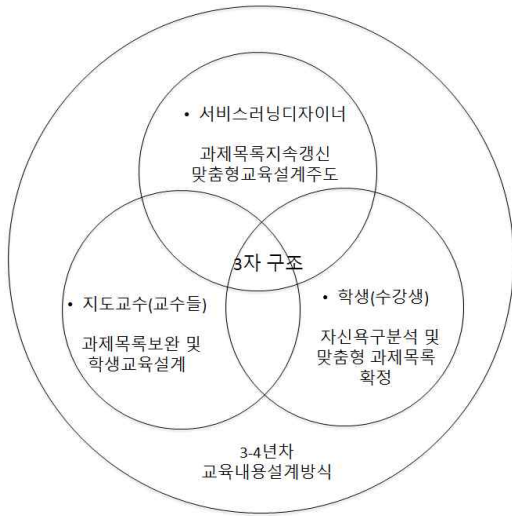 • 서비스러닝디자이너
과제목록지속갱신
맞춤형교육설계주도
3자 구조
• 지도교수(교수들)
과제목록보완 및
학생교육설계
• 학생(수강생)
자신욕구분석 및
맞춤형 과제목록
확정
3-4년차
교육내용설계방식